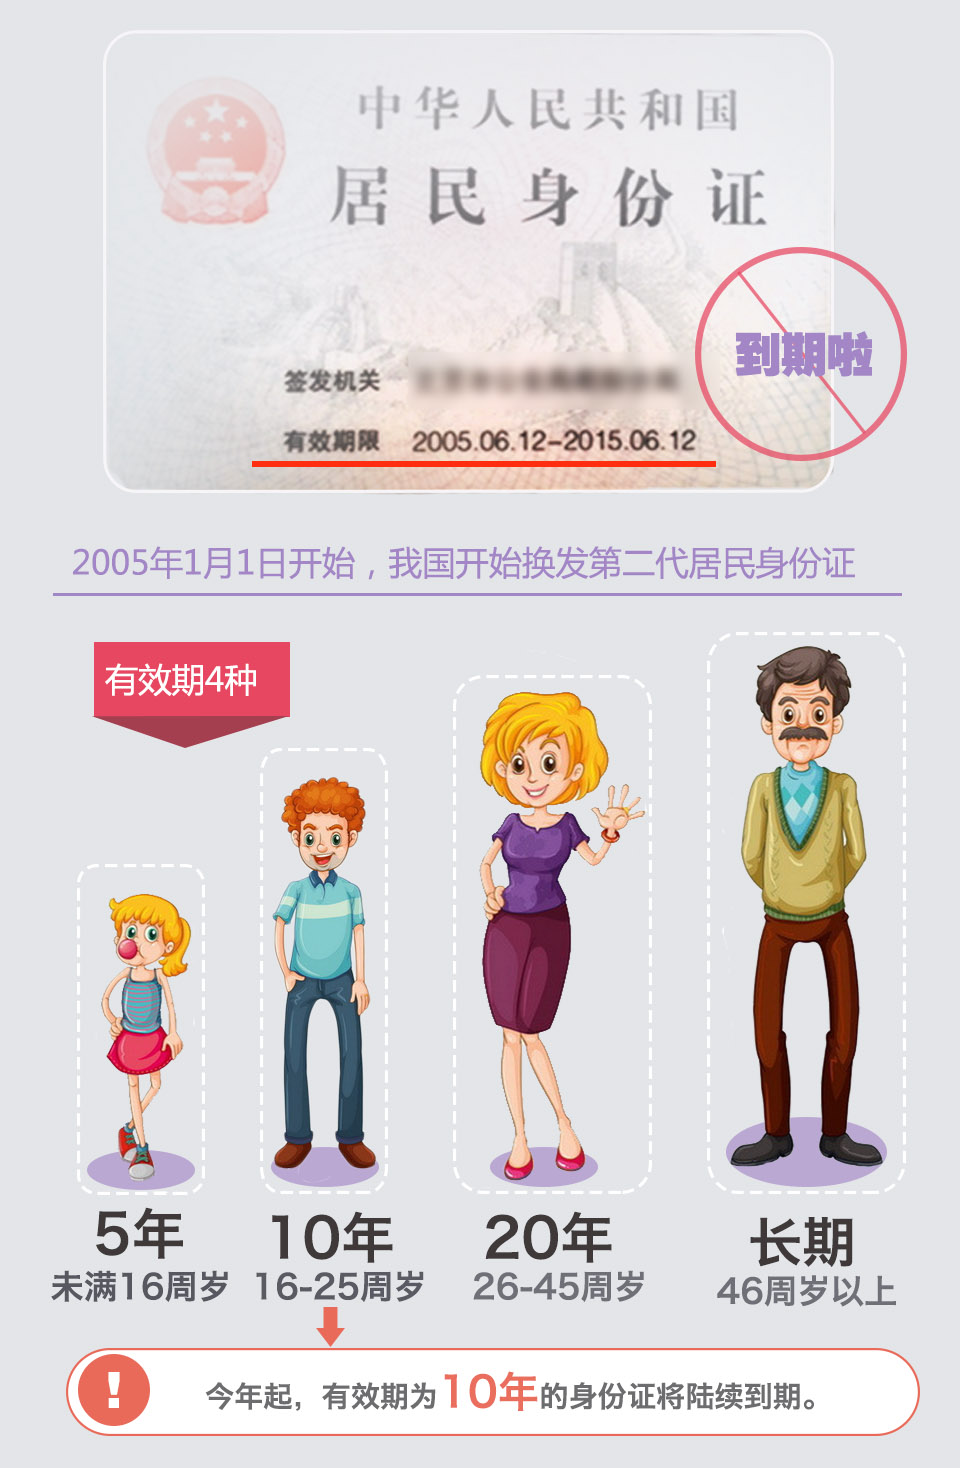 中华人民共和国
居民身份证
到期啦
签发机关
有效期限 2005.06.12-2015.06.12
2005年1月1日开始，我国开始换发第二代居民身份证
有效期4种
5年
未满16周岁
10年
16-25周岁
20年
26-45周岁
长期
46周岁以上
! 今年起，有效期为10年的身份证将陆续到期。